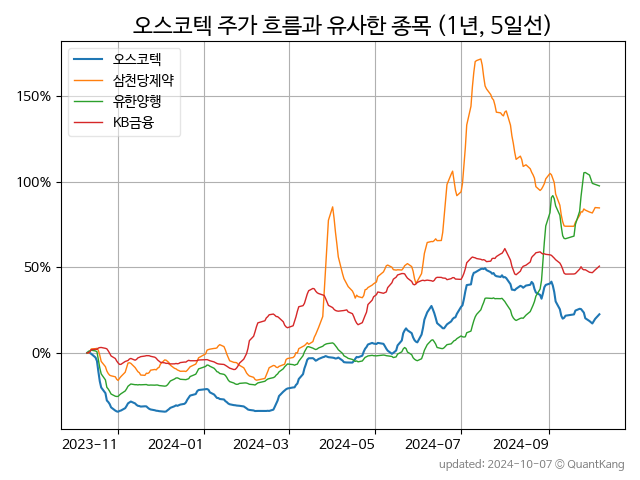 오스코텍 주가 흐름과 유사한 종목 (1년, 5일선)
오스코텍
삼천당제약
유한양행
KB금융
150%
100%
50%
0%
2023-11
2024-01
2024-03
2024-05
2024-07
2024-09
updated: 2024-10-07 © QuantKang